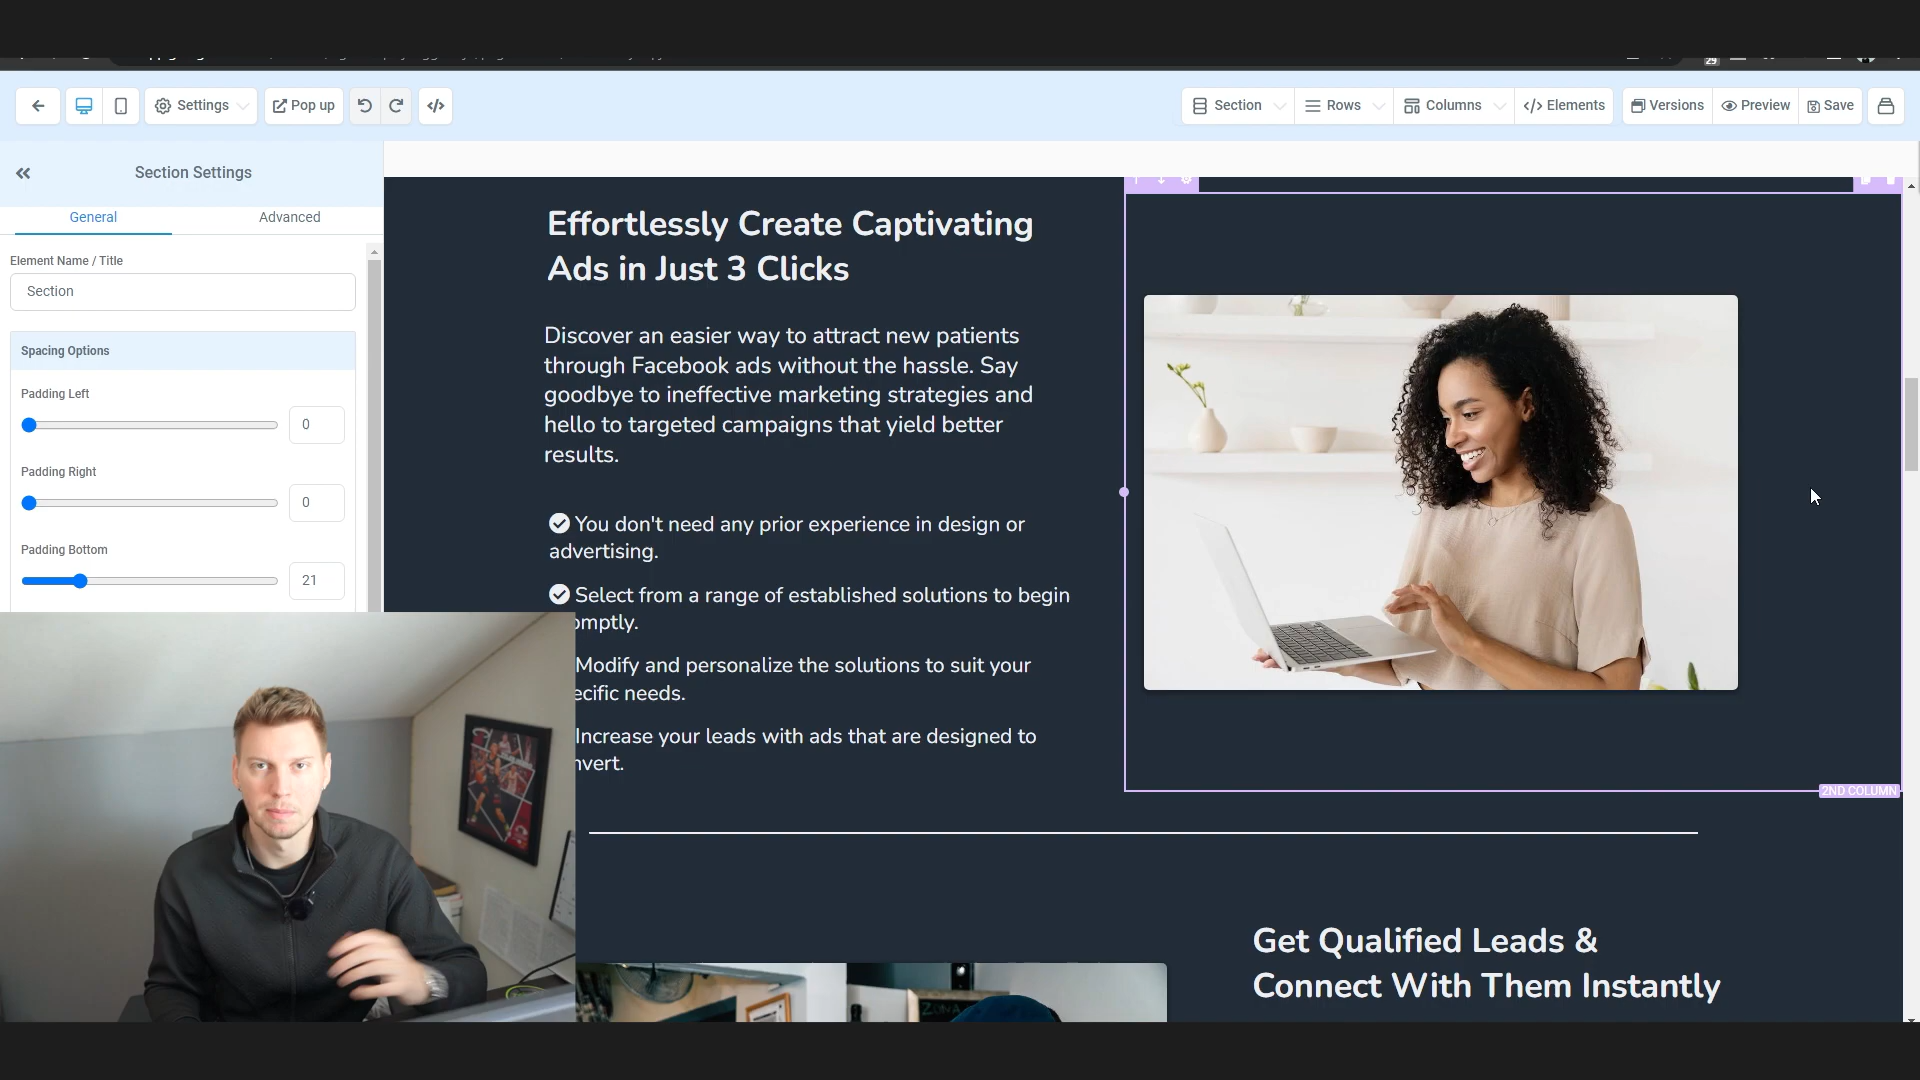 29
Settings
Pop up
Section
Rows
Columns
Elements
Versions
Preview
Save
Section Settings
General
Advanced
Element Name / Title
Section
Spacing Options
Padding Left
0
Padding Right
0
Padding Bottom
21
Effortlessly Create Captivating
Ads in Just 3 Clicks
Discover an easier way to attract new patients
through Facebook ads without the hassle. Say
goodbye to ineffective marketing strategies and
hello to targeted campaigns that yield better
results.
You don't need any prior experience in design or
advertising.
Select from a range of established solutions to begin
omptly.
Modify and personalize the solutions to suit your
ecific needs.
Increase your leads with ads that are designed to
nvert.
2ND COLUMN
Get Qualified Leads &
Connect With Them Instantly